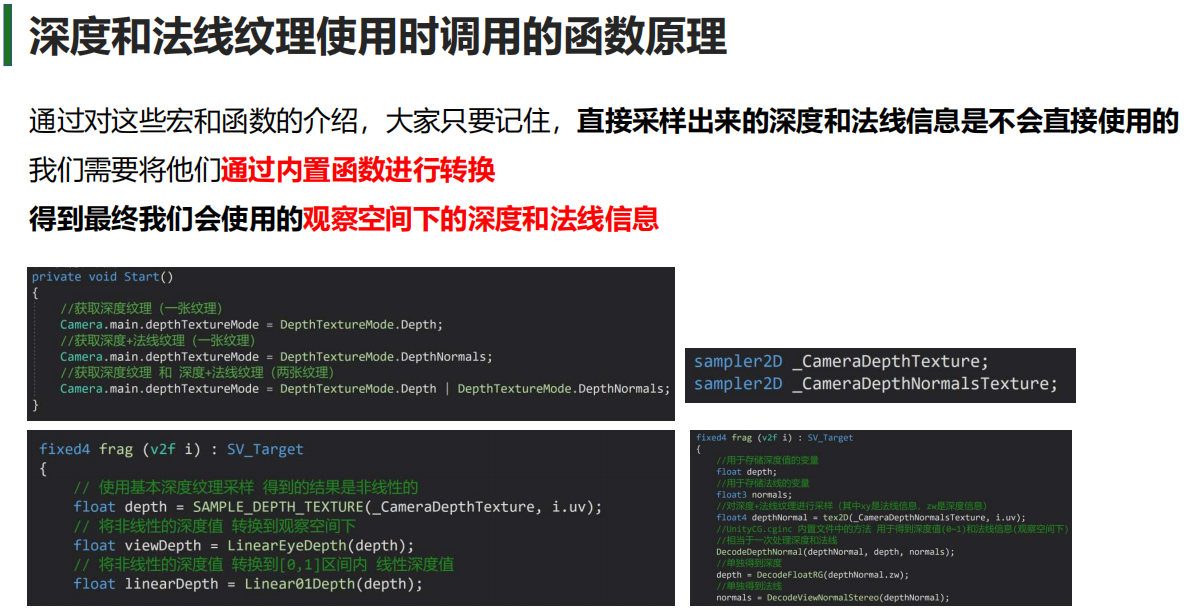 深度和法线纹理使用时调用的函数原理
通过对这些宏和函数的介绍，大家只要记住，直接采样出来的深度和法线信息是不会直接使用的
我们需要将他们通过内置函数进行转换
得到最终我们会使用的观察空间下的深度和法线信息
private void Start()
{
//获取深度纹理（一张纹理）
Camera.main.depthTextureMode = DepthTextureMode.Depth;
//获取深度+法线纹理（一张纹理）
Camera.main.depthTextureMode = DepthTextureMode.DepthNormals;
//获取深度纹理 和 深度+法线纹理（两张纹理）
Camera.main.depthTextureMode = DepthTextureMode.Depth | DepthTextureMode.DepthNormals;
}
sampler2D _CameraDepthTexture;
sampler2D _CameraDepthNormalsTexture;
fixed4 frag (v2f i) : SV_Target
{
// 使用基本深度纹理采样 得到的结果是非线性的
float depth = SAMPLE_DEPTH_TEXTURE(_CameraDepthTexture, i.uv);
// 将非线性的深度值 转换到观察空间下
float viewDepth = LinearEyeDepth(depth);
// 将非线性的深度值 转换到[0,1]区间内 线性深度值
float linearDepth = Linear01Depth(depth);
fixed4 frag (v2f i) : SV_Target
{
//用于存储深度值的变量
float depth;
//用于存储法线的变量
float3 normals;
//对深度+法线纹理进行采样（其中xy是法线信息，zw是深度信息）
float4 depthNormal = tex2D(_CameraDepthNormalsTexture, i.uv);
//UnityCG.cginc 内置文件中的方法 用于得到深度值(0~1)和法线信息(观察空间下)
//相当于一次处理深度和法线
DecodeDepthNormal(depthNormal, depth, normals);
//单独得到深度
depth = DecodeFloatRG(depthNormal.zw);
//单独得到法线
normals = DecodeViewNormalStereo(depthNormal);